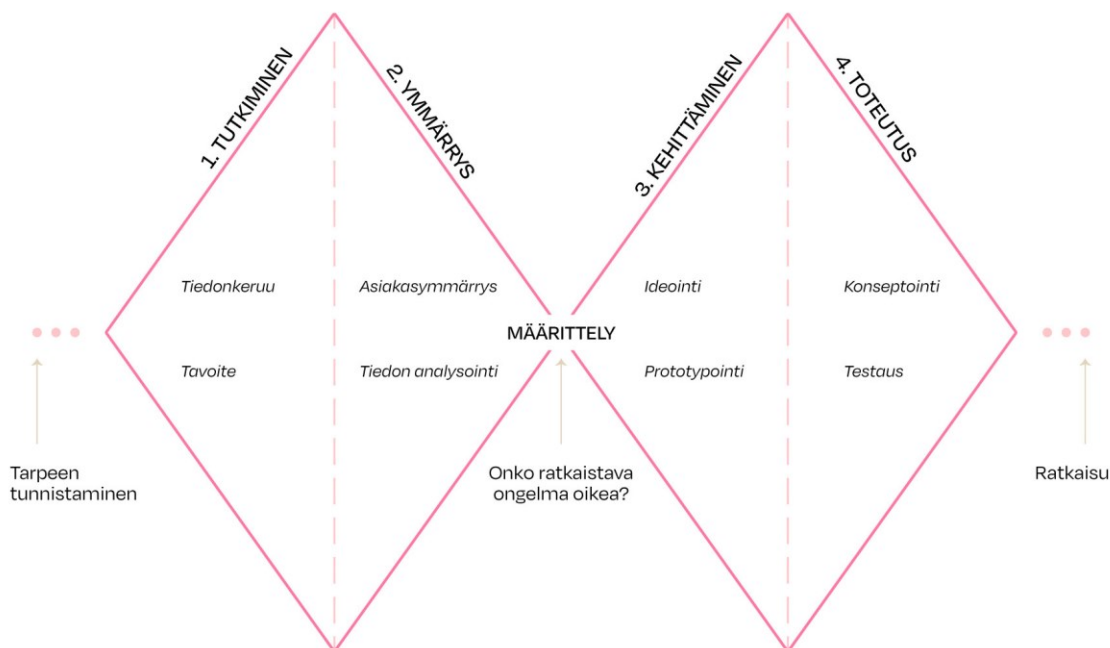 1. TUTKIMINEN
2. YMMÄRRYS
3. KEHITTÄMINEN
4. TOTEUTUS
Tiedonkeruu
Asiakasymmärrys
Ideointi
Konseptointi
MÄÄRITTELY
Tavoite
Tiedon analysointi
Prototypointi
Testaus
Tarpeen
tunnistaminen
Onko ratkaistava
ongelma oikea?
Ratkaisu